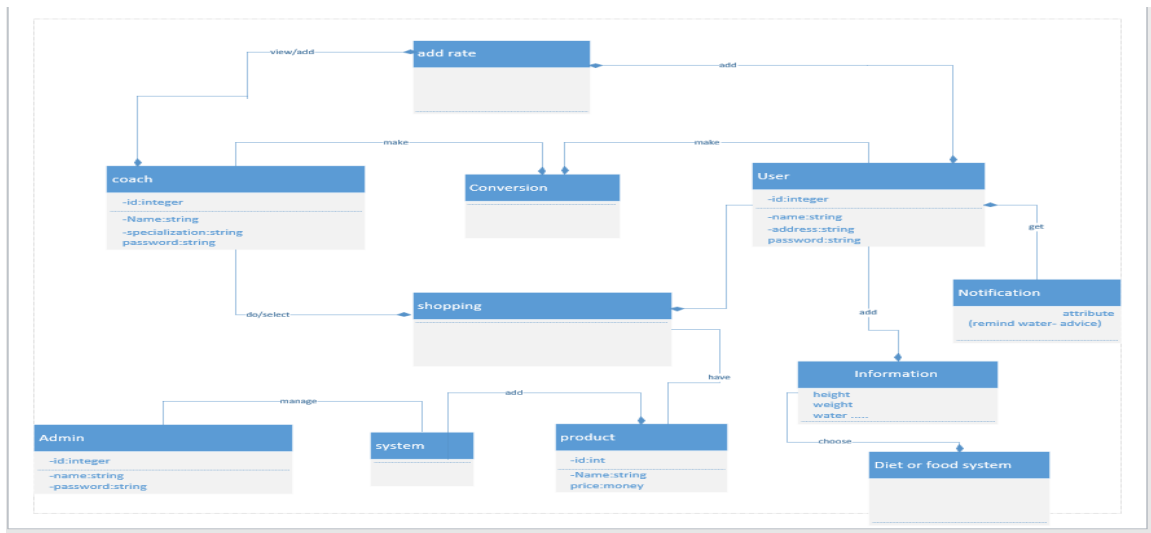 add rate
view/add
add
make
make
coach
-id:integer
-Name:string
-specialization:string
password:string
Conversion
User
-id:integer
-name:string
-address:string
password:string
get
Notification
attribute
(remind water- advice)
shopping
do/select
add
have
Information
height
weight
water .....
choose
Diet or food system
manage
add
Admin
-id:integer
-name:string
-password:string
system
product
-id:int
-Name:string
price:money